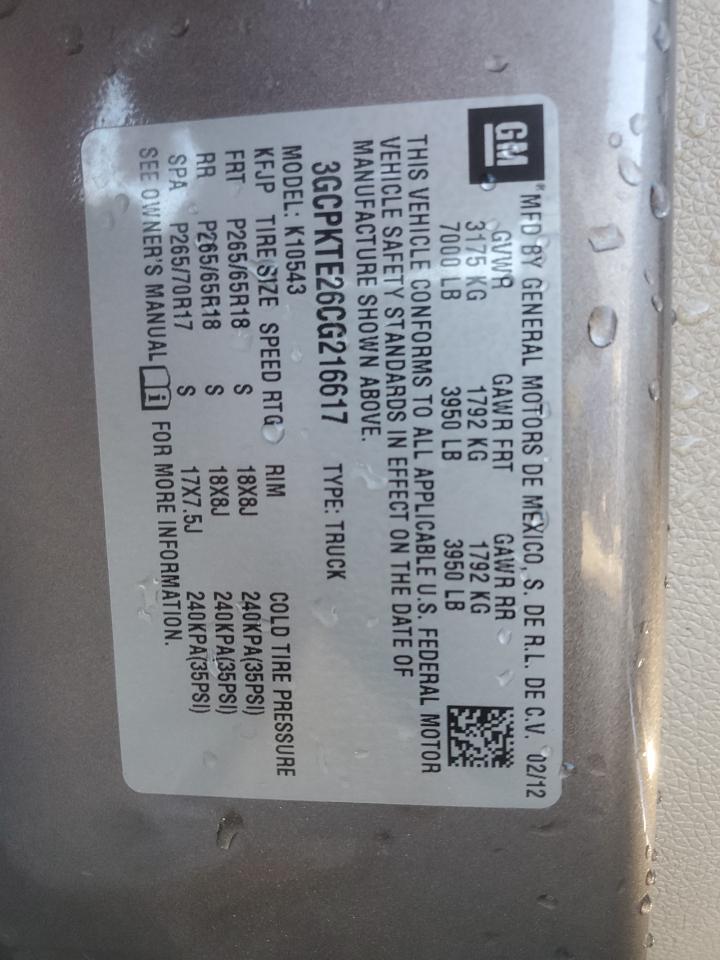 GM
® MFD BY GENERAL MOTORS DE MEXICO, S. DE R.L. DE C.V. 02/12
GVWR GAWR FRT GAWR RR
3175 KG 1792 KG 1792 KG
7000 LB 3950 LB 3950 LB
THIS VEHICLE CONFORMS TO ALL APPLICABLE U.S. FEDERAL MOTOR
VEHICLE SAFETY STANDARDS IN EFFECT ON THE DATE OF
MANUFACTURE SHOWN ABOVE.
3GCPKTE26CG216617 TYPE: TRUCK
MODEL: K10543
KFJP TIRE SIZE SPEED RTG RIM COLD TIRE PRESSURE
FRT P265/65R18 S 18X8J 240KPA(35PSI)
RR P265/65R18 S 18X8J 240KPA(35PSI)
SPA P265/70R17 S 17X7.5J 240KPA(35PSI)
SEE OWNER'S MANUAL i FOR MORE INFORMATION.